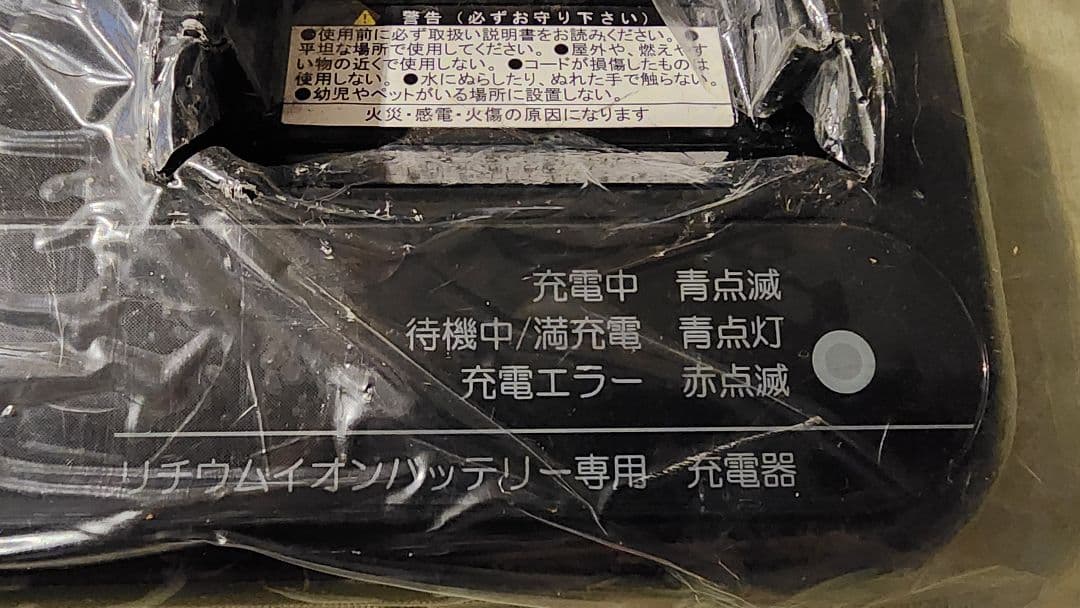 警告（必ずお守り下さい）
●使用前に必ず取扱い説明書をお読みください。●
平坦な場所で使用してください。●屋外や、燃えやす
い物の近くで使用しない。●コードが損傷したものは
使用しない。●水にぬらしたり、ぬれた手で触らない。
●幼児やペットがいる場所に設置しない。
火災・感電・火傷の原因になります
充電中 青点滅
待機中/満充電 青点灯
充電エラー 赤点滅
リチウムイオンバッテリー専用 充電器